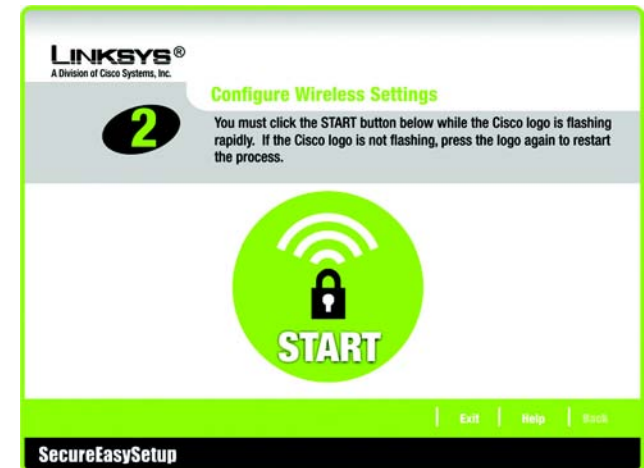 LINKSYS®
A Division of Cisco Systems, Inc.
Configure Wireless Settings
2
You must click the START button below while the Cisco logo is flashing
rapidly. If the Cisco logo is not flashing, press the logo again to restart
the process.
START
Exit
Help
Back
SecureEasySetup